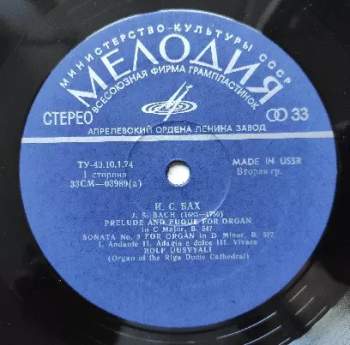 МИНИСТЕРСТВО КУЛЬТУРЫ СССР
МЕЛОДИЯ
ВСЕСОЮЗНАЯ ФИРМА ГРАМПЛАСТИНОК
СТЕРЕО 33
АПРЕЛЕВСКИЙ ОРДЕНА ЛЕНИНА ЗАВОД
ТУ-43.10.1.74 MADE IN USSR
1 сторона Вторая гр.
33СМ—03989(а)
И. С. БАХ
J. S. BACH (1685—1750)
PRELUDE AND FUGUE FOR ORGAN
in C Major, B. 547
SONATA No. 3 FOR ORGAN in D Minor, B. 527
I. Andante II. Adagio e dolce III. Vivace
ROLF UUSVYALI
(Organ of the Riga Dome Cathedral)